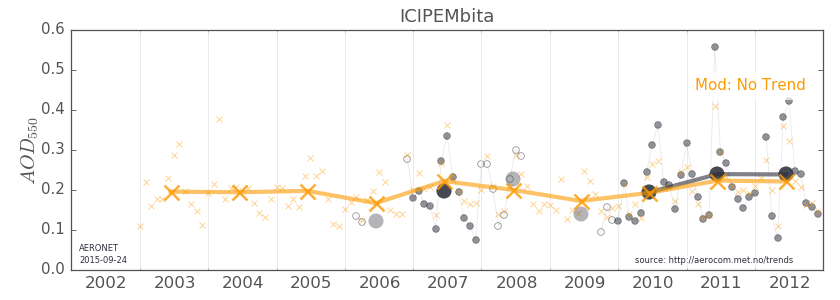 ICIPEMbita
0.6
0.5
0.4
0.3
0.2
0.1
0.0
AOD550
Mod: No Trend
AERONET
2015-09-24
source: http://aerocom.met.no/trends
2002 2003 2004 2005 2006 2007 2008 2009 2010 2011 2012